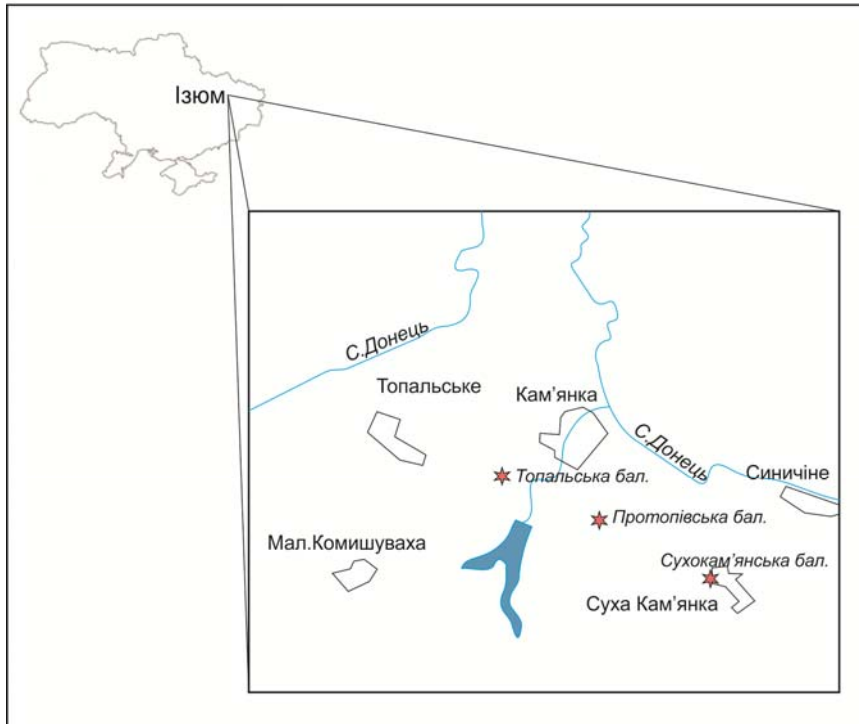 Ізюм
С.Донець
Топальське
Кам'янка
С.Донець
Синичіне
Топальська бал.
Протопівська бал.
Мал.Комишуваха
Сухокам'янська бал.
Суха Кам'янка